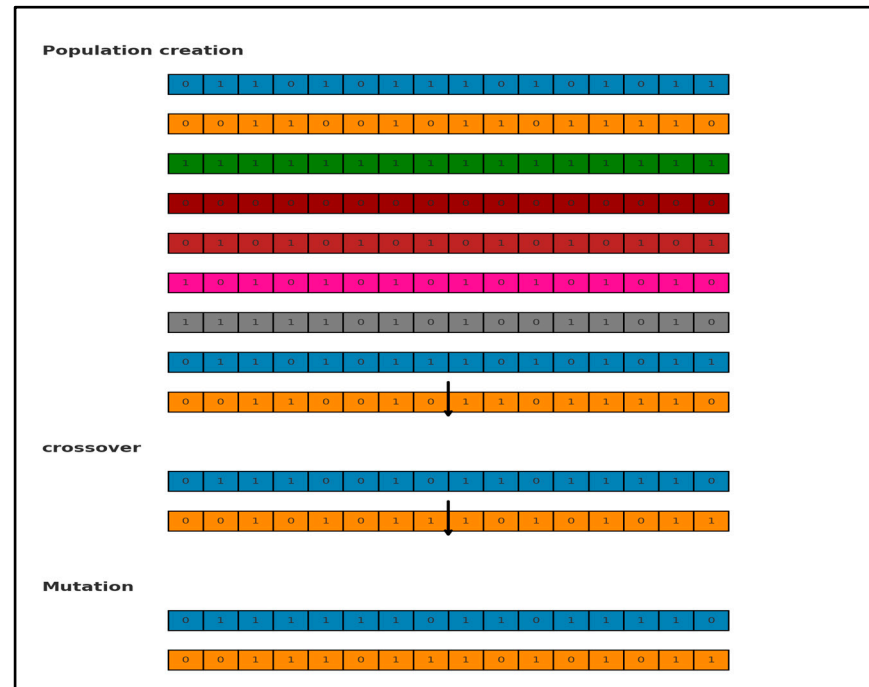 Population creation
0 1 1 0 1 0 1 1 1 0 1 0 1 0 1 1
0 0 1 1 0 0 1 0 1 1 0 1 1 1 1 0
1 1 1 1 1 1 1 1 1 1 1 1 1 1 1 1
0 0 0 0 0 0 0 0 0 0 0 0 0 0 0 0
0 1 0 1 0 1 0 1 0 1 0 1 0 1 0 1
1 0 1 0 1 0 1 0 1 0 1 0 1 0 1 0
1 1 1 1 1 0 1 0 1 0 0 1 1 0 1 0
0 1 1 0 1 0 1 1 1 0 1 0 1 0 1 1
0 0 1 1 0 0 1 0 1 1 0 1 1 1 1 0
crossover
0 1 1 1 0 0 1 0 1 1 0 1 1 1 1 0
0 0 1 0 1 0 1 1 1 0 1 0 1 0 1 1
Mutation
0 1 1 1 1 1 1 0 1 1 0 1 1 1 1 0
0 0 1 1 1 0 1 1 1 0 1 0 1 0 1 1